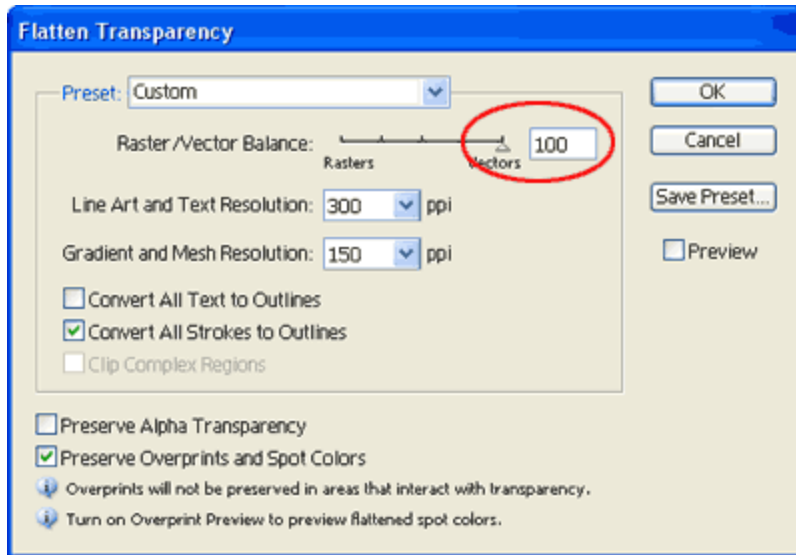 Flatten Transparency
Preset: Custom
OK
Raster/Vector Balance: 100
Rasters Vectors
Cancel
Line Art and Text Resolution: 300 ppi
Save Preset...
Gradient and Mesh Resolution: 150 ppi
Preview
Convert All Text to Outlines
Convert All Strokes to Outlines
Clip Complex Regions
Preserve Alpha Transparency
Preserve Overprints and Spot Colors
Overprints will not be preserved in areas that interact with transparency.
Turn on Overprint Preview to preview flattened spot colors.